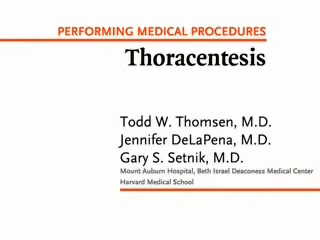 PERFORMING MEDICAL PROCEDURES
Thoracentesis
Todd W. Thomsen, M.D.
Jennifer DeLaPena, M.D.
Gary S. Setnik, M.D.
Mount Auburn Hospital, Beth Israel Deaconess Medical Center
Harvard Medical School